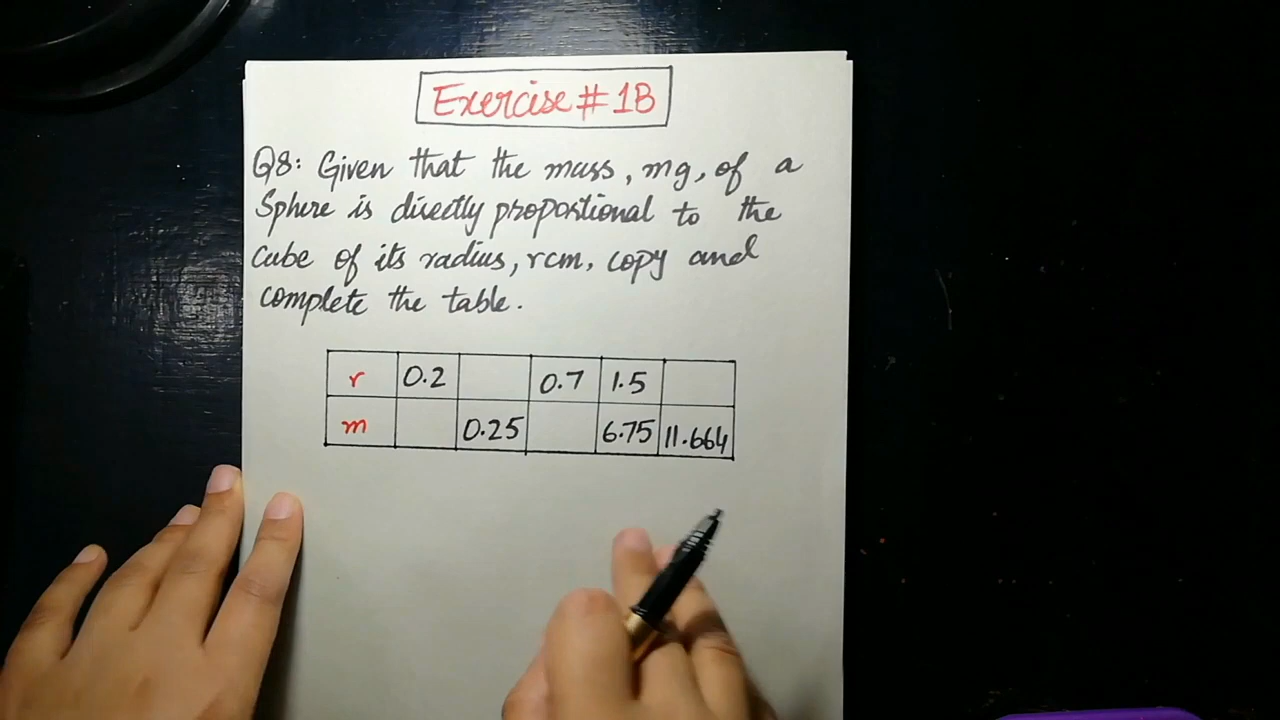 Exercise # 1B
Q8: Given that the mass, mg, of a
Sphere is directly proportional to the
cube of its radius, rcm, copy and
complete the table.
r 0.2 0.7 1.5
m 0.25 6.75 11.664